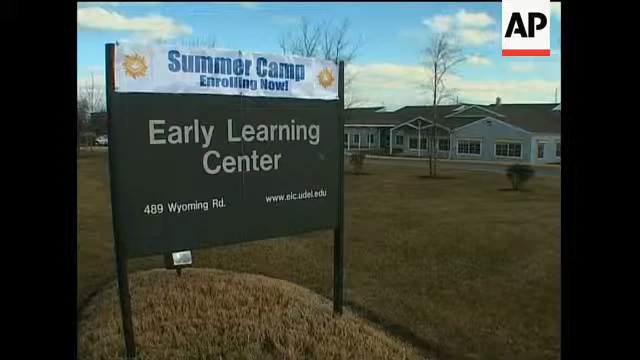 AP
Summer Camp
Enrolling Now!
Early Learning
Center
489 Wyoming Rd.
www.elc.udel.edu